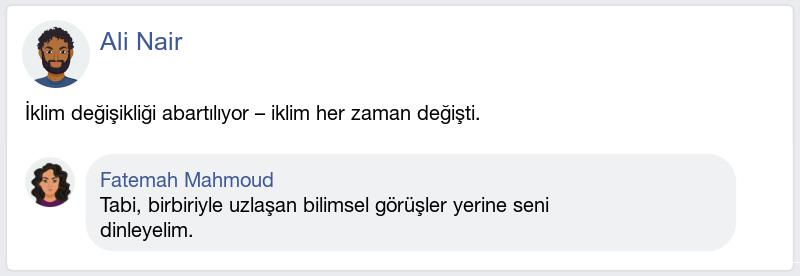 Ali Nair
İklim değişikliği abartılıyor – iklim her zaman değişti.
Fatemah Mahmoud
Tabi, birbiriyle uzlaşan bilimsel görüşler yerine seni
dinleyelim.